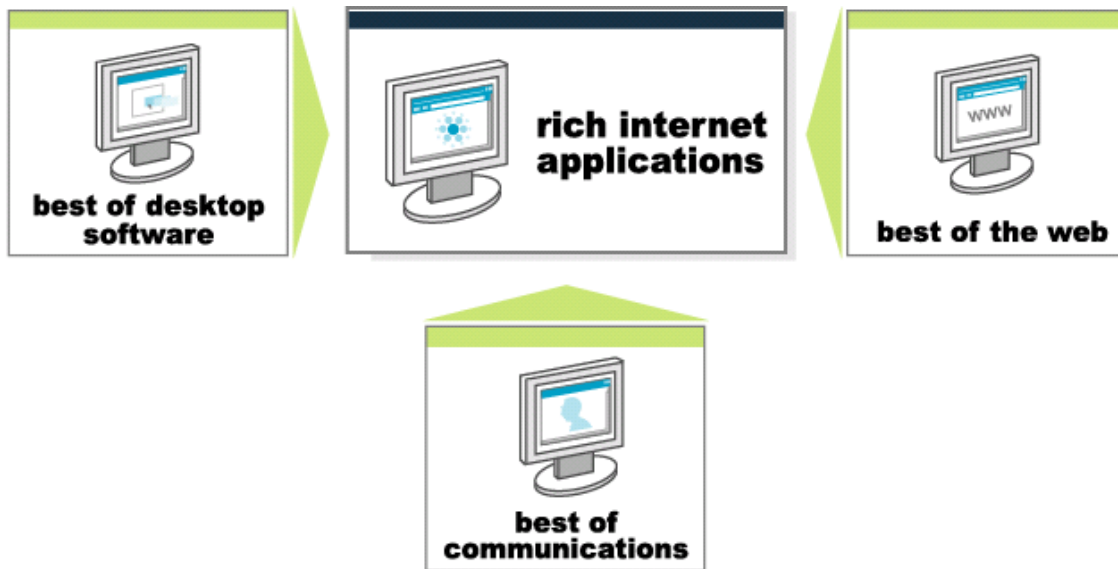 best of desktop
software
rich internet
applications
www
best of the web
best of
communications